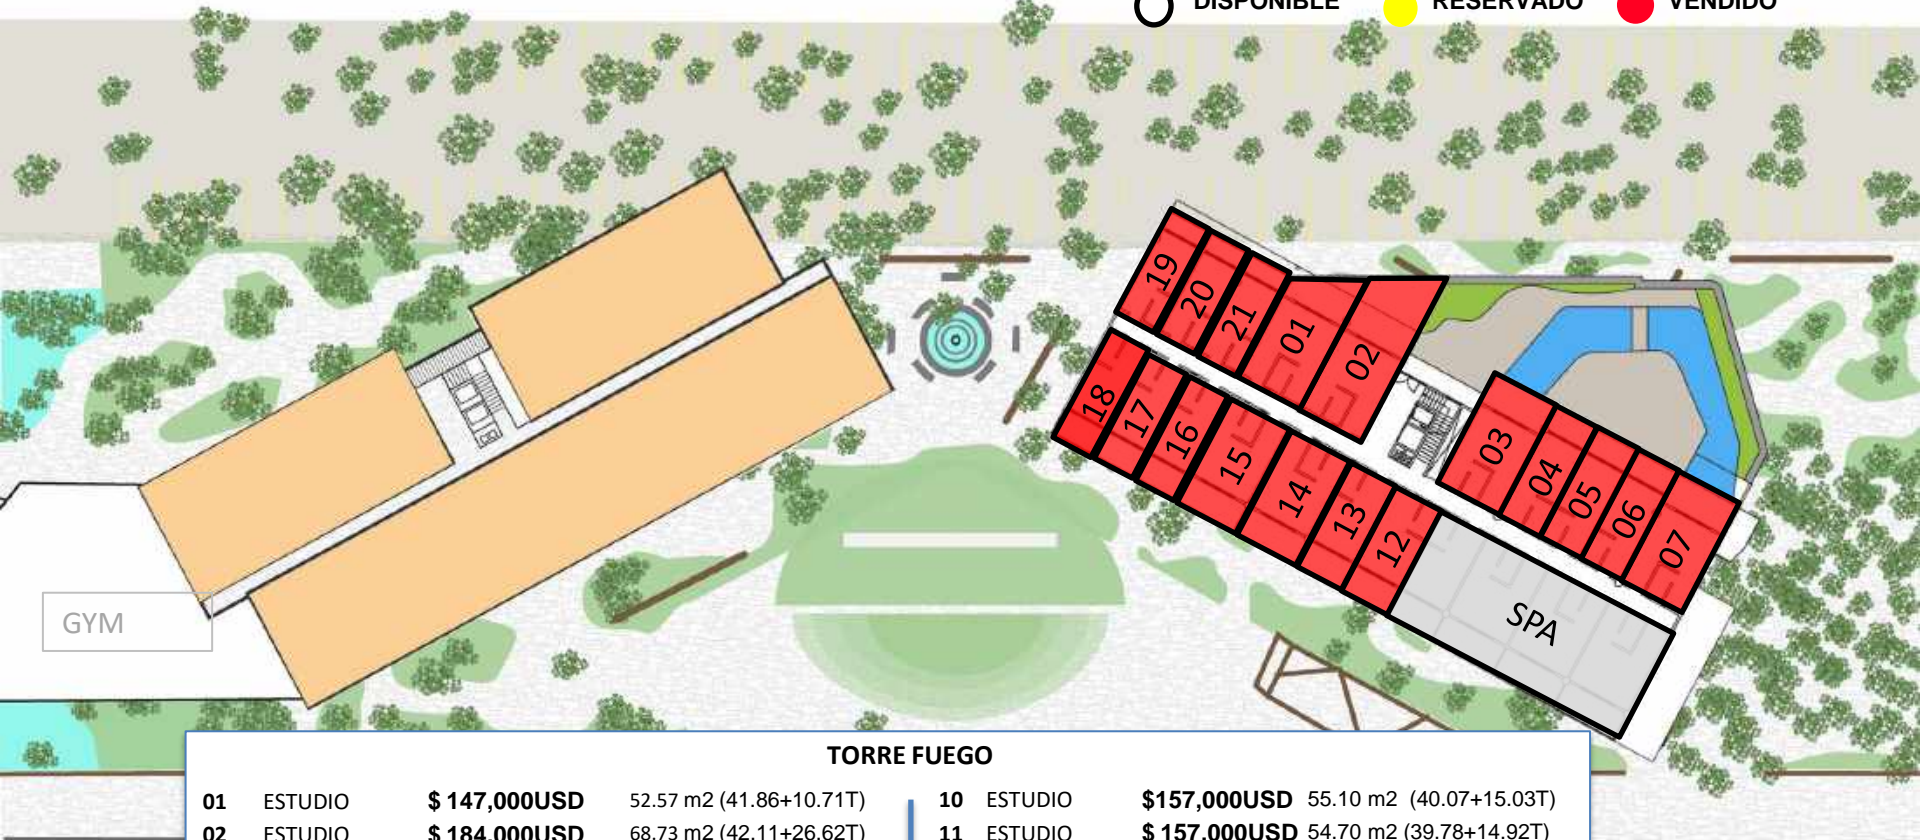 DISPONIBLE RESERVADO VENDIDO
19
20
21
01
02
18
17
16
15
14
13
12
03
04
05
06
07
SPA
GYM
TORRE FUEGO
01 ESTUDIO $ 147,000USD 52.57 m2 (41.86+10.71T)
10 ESTUDIO $157,000USD 55.10 m2 (40.07+15.03T)
02 ESTUDIO $ 184,000USD 68.73 m2 (42.11+26.62T)
11 ESTUDIO $ 157,000USD 54.70 m2 (39.78+14.92T)